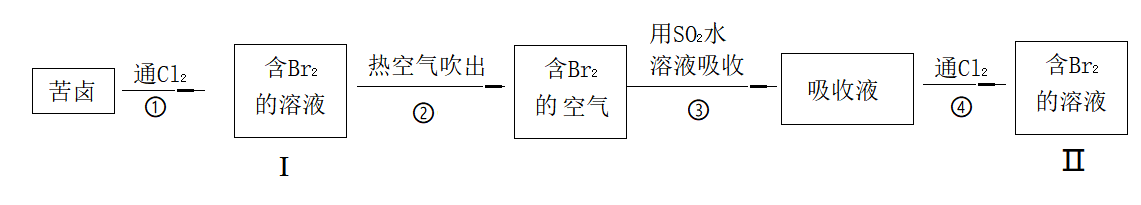 苦卤
通Cl₂
①
含Br₂
的溶液
Ⅰ
热空气吹出
②
含Br₂
的空气
用SO₂水
溶液吸收
③
吸收液
通Cl₂
④
含Br₂
的溶液
Ⅱ